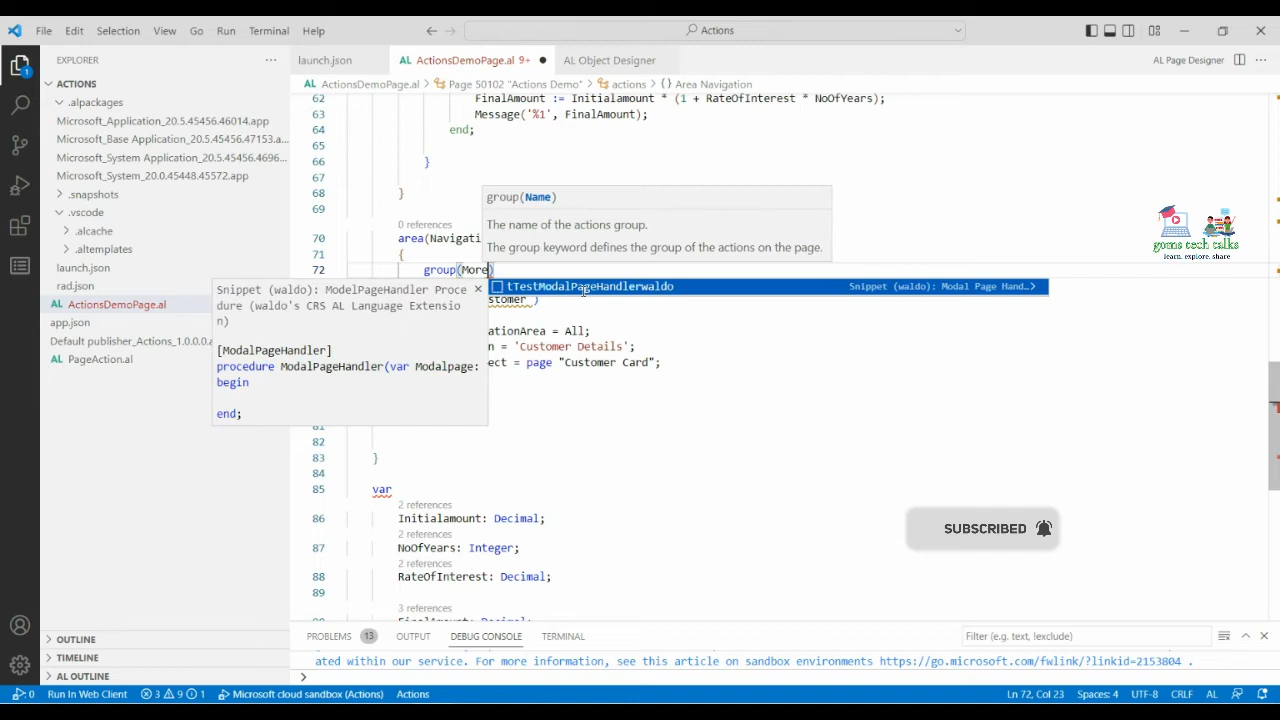 File Edit Selection View Go Run Terminal Help
Actions
EXPLORER
launch.json
AL ActionsDemoPage.al 9+
AL Object Designer
AL Page Designer
ACTIONS
AL ActionsDemoPage.al > Page 50102 "Actions Demo" > actions > Area Navigation
.alpackages
Microsoft_Application_20.5.45456.46014.app
Microsoft_Base Application_20.5.45456.47153.a...
Microsoft_System Application_20.5.45456.4696...
Microsoft_System_20.0.45448.45572.app
.snapshots
.vscode
.alcache
.altemplates
launch.json
rad.json
ActionsDemoPage.al 9+
app.json
Default publisher_Actions_1.0.0.0.a
PageAction.al
62 FinalAmount := Initialamount * (1 + RateOfInterest * NoOfYears);
63 Message('%1', FinalAmount);
64 end;
65
66 }
67
68 }
69
0 references
70 area(Navigati
71 {
72 group(More)
group(Name)
The name of the actions group.
The group keyword defines the group of the actions on the page.
tTestModalPageHandlerwaldo Snippet (waldo): Modal Page Hand...
Snippet (waldo): ModelPageHandler Proce
dure (waldo's CRS AL Language Extensio
n)
[ModalPageHandler]
procedure ModalPageHandler(var Modalpage:
begin
end;
stomer )
ationArea = All;
n = 'Customer Details';
ect = page "Customer Card";
81
82
83 }
84
85 var
2 references
86 Initialamount: Decimal;
2 references
87 NoOfYears: Integer;
2 references
88 RateOfInterest: Decimal;
89
3 references
goms tech talks
learn. explore. share
SUBSCRIBED
PROBLEMS 13 OUTPUT DEBUG CONSOLE TERMINAL
Filter (e.g. text, !exclude)
ated within our service. For more information, see this article on sandbox environments https://go.microsoft.com/fwlink/?linkid=2153804 .
OUTLINE
TIMELINE
AL OUTLINE
0 Run In Web Client 3 9 1 Microsoft cloud sandbox (Actions) Actions
Ln 72, Col 23 Spaces: 4 UTF-8 CRLF AL